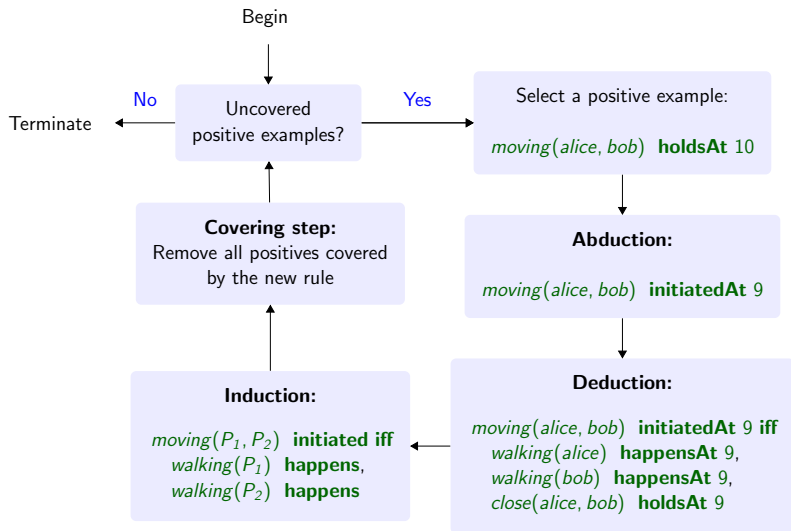 Begin
Uncovered
positive examples?
No
Yes
Terminate
Select a positive example:
moving(alice, bob) holdsAt 10
Abduction:
moving(alice, bob) initiatedAt 9
Deduction:
moving(alice, bob) initiatedAt 9 iff
walking(alice) happensAt 9,
walking(bob) happensAt 9,
close(alice, bob) holdsAt 9
Induction:
moving(P₁, P₂) initiated iff
walking(P₁) happens,
walking(P₂) happens
Covering step:
Remove all positives covered
by the new rule